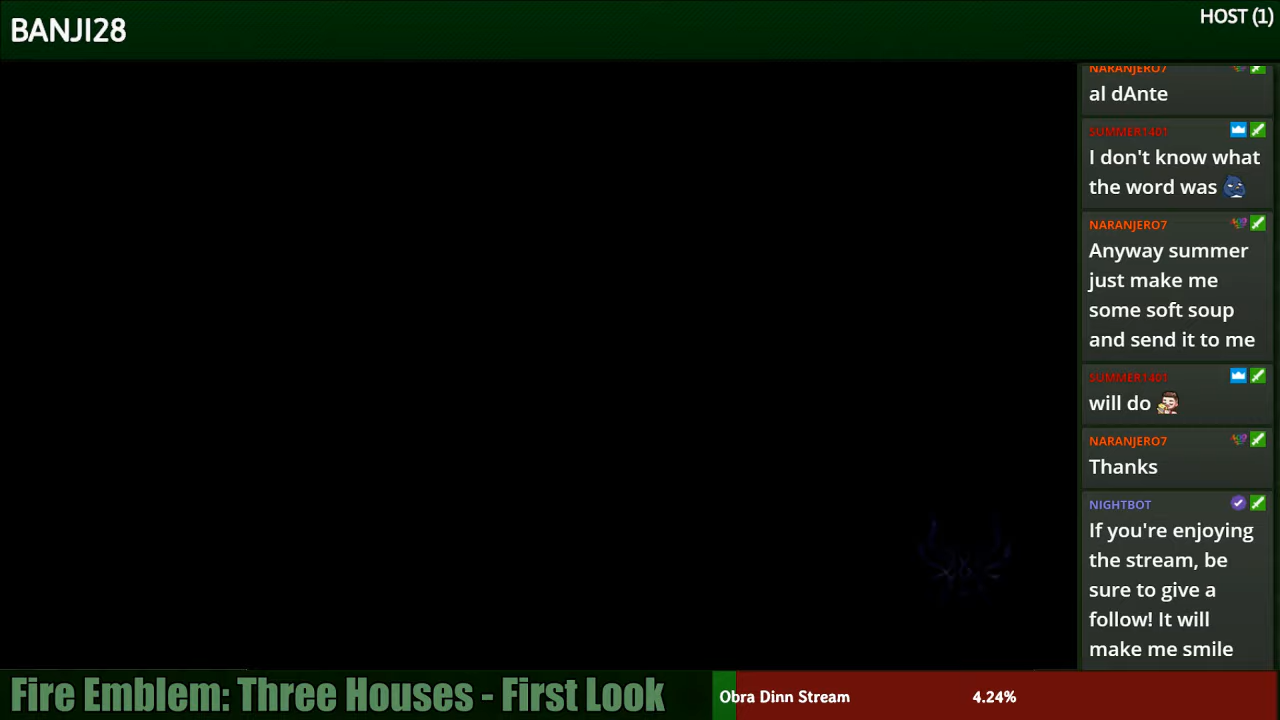 BANJI28
HOST (1)
NARANJERO7
al dAnte
SUMMER1401
I don't know what
the word was
NARANJERO7
Anyway summer
just make me
some soft soup
and send it to me
SUMMER1401
will do
NARANJERO7
Thanks
NIGHTBOT
If you're enjoying
the stream, be
sure to give a
follow! It will
make me smile
Fire Emblem: Three Houses - First Look
Obra Dinn Stream 4.24%